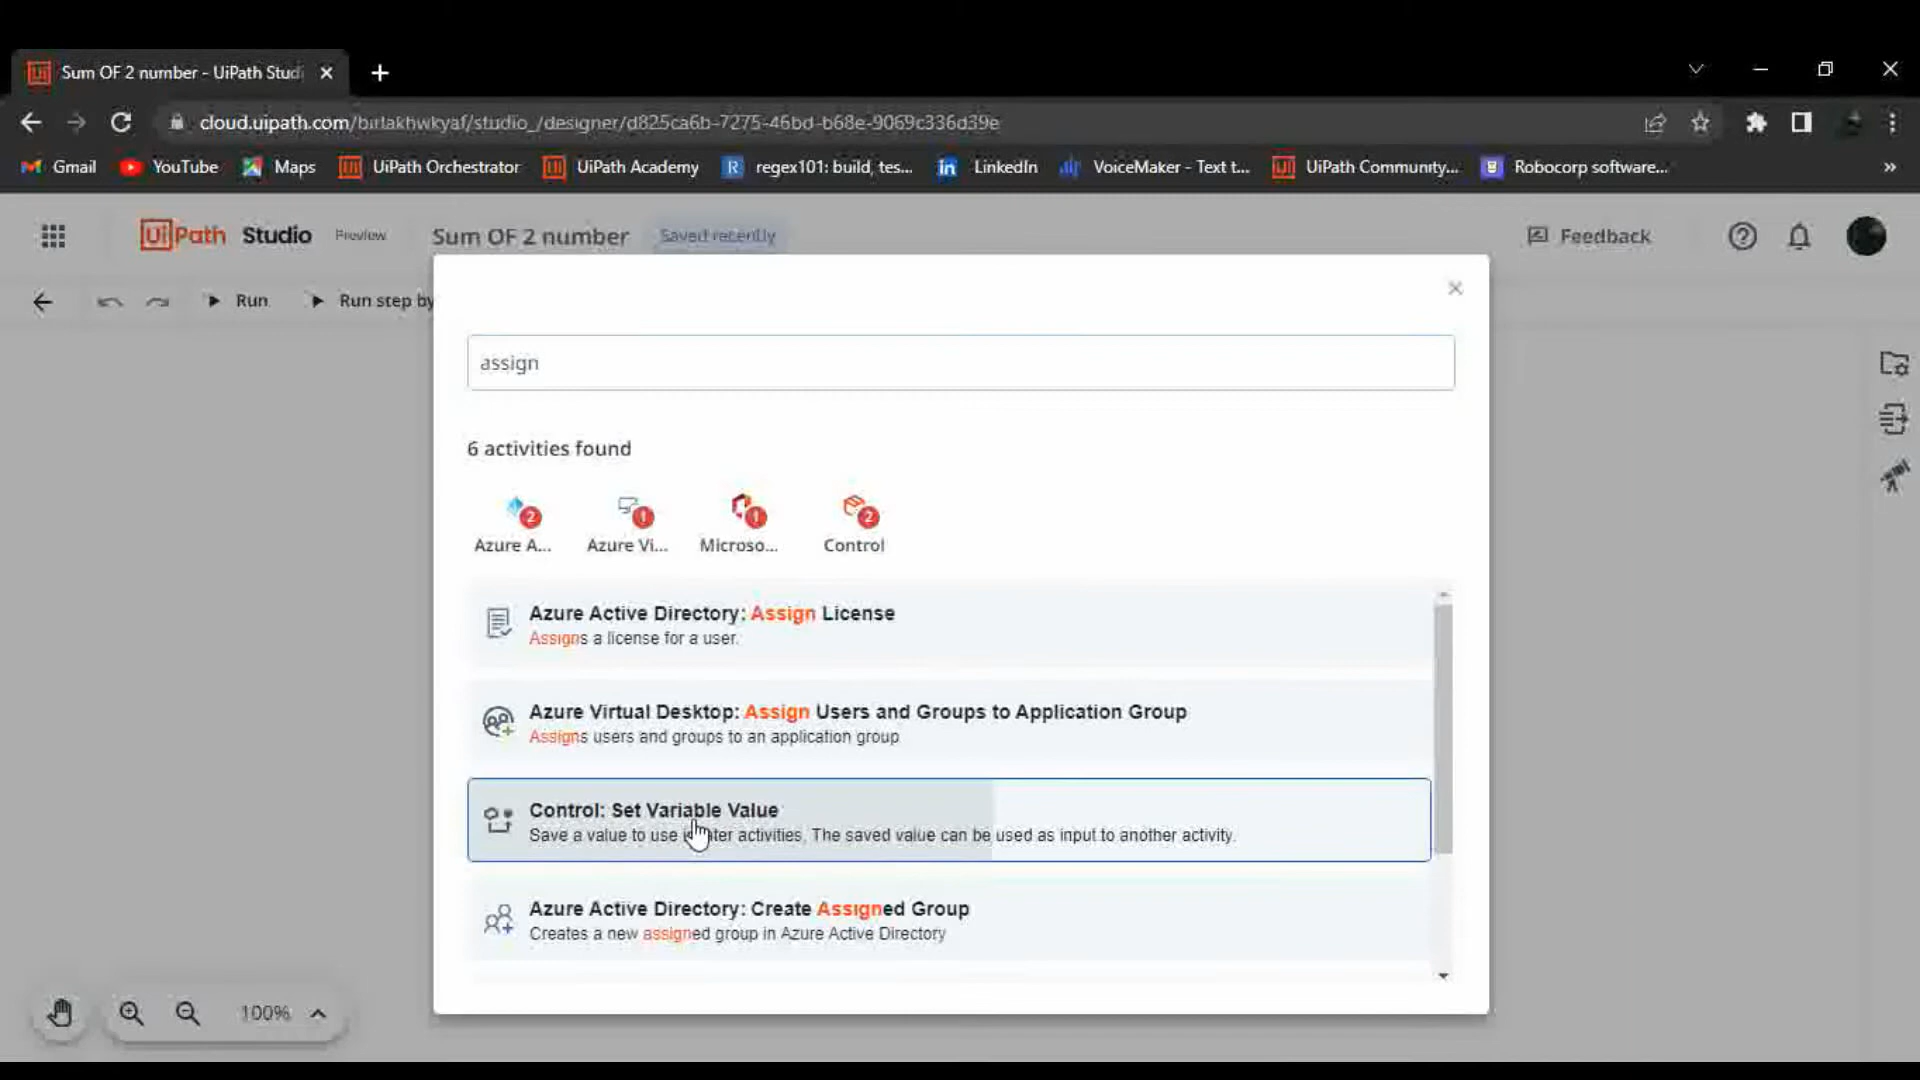 Sum OF 2 number - UiPath Studi
cloud.uipath.com/birlakhwkyaf/studio_/designer/d825ca6b-7275-46bd-b68e-9069c336d39e
Gmail YouTube Maps UiPath Orchestrator UiPath Academy regex101: build, tes... LinkedIn VoiceMaker - Text t... UiPath Community... Robocorp software... »
UiPath Studio Preview Sum OF 2 number Saved recently Feedback
Run Run step by
assign
6 activities found
2 1 1 2
Azure A... Azure Vi... Microso... Control
Azure Active Directory: Assign License
Assigns a license for a user.
Azure Virtual Desktop: Assign Users and Groups to Application Group
Assigns users and groups to an application group
Control: Set Variable Value
Save a value to use ater activities. The saved value can be used as input to another activity.
Azure Active Directory: Create Assigned Group
Creates a new assigned group in Azure Active Directory
100%